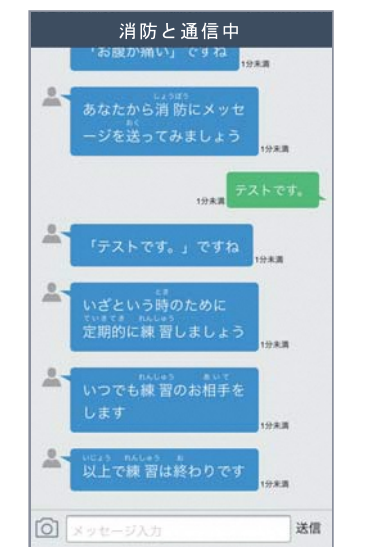 消防と通信中
「お腹が痛い」ですね
1分未満
しょうぼう
あなたから消防にメッセ
おく
ージを送ってみましょう
1分未満
テストです。
1分未満
「テストです。」ですね
1分未満
とき
いざという時のために
ていきてき れんしゅう
定期的に練習しましょう
1分未満
れんしゅう あいて
いつでも練習のお相手を
します
1分未満
いじょう れんしゅう お
以上で練習は終わりです
1分未満
メッセージ入力
送信